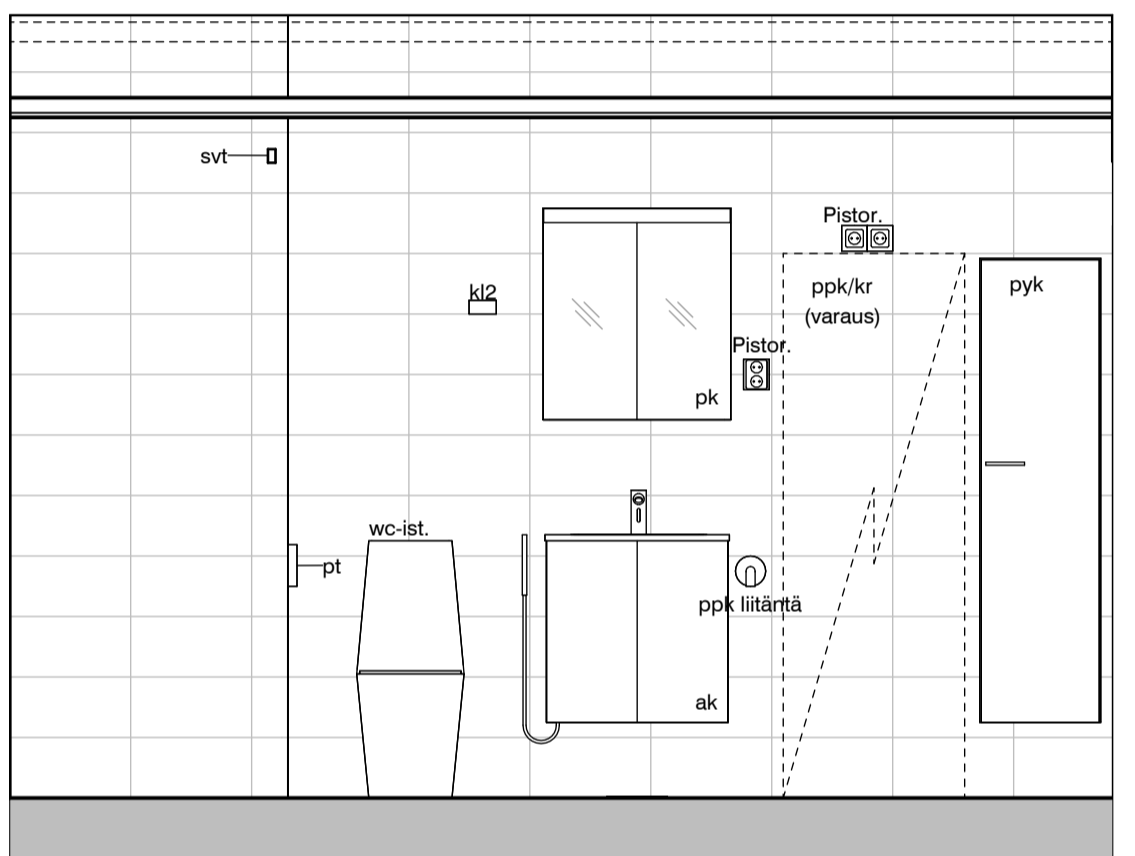 svt
Pistor.
kl2
ppk/kr
(varaus)
pyk
Pistor.
pk
wc-ist.
pt
ppk liitäntä
ak